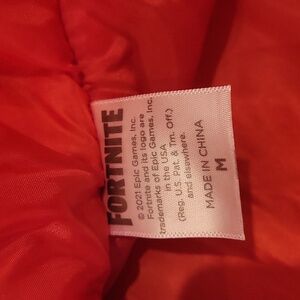 FORTNITE
© 2021 Epic Games, Inc.
Fortnite and its logo are
trademarks of Epic Games, Inc.
in the USA
(Reg. U.S. Pat. & Tm. Off.)
and elsewhere.
MADE IN CHINA
M